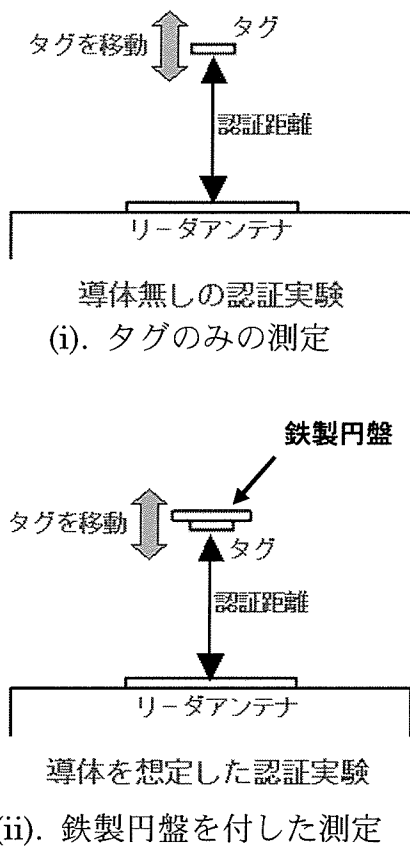 タグ
タグを移動
認証距離
リーダアンテナ
導体無しの認証実験
(i). タグのみの測定
鉄製円盤
タグを移動
タグ
認証距離
リーダアンテナ
導体を想定した認証実験
(ii). 鉄製円盤を付した測定